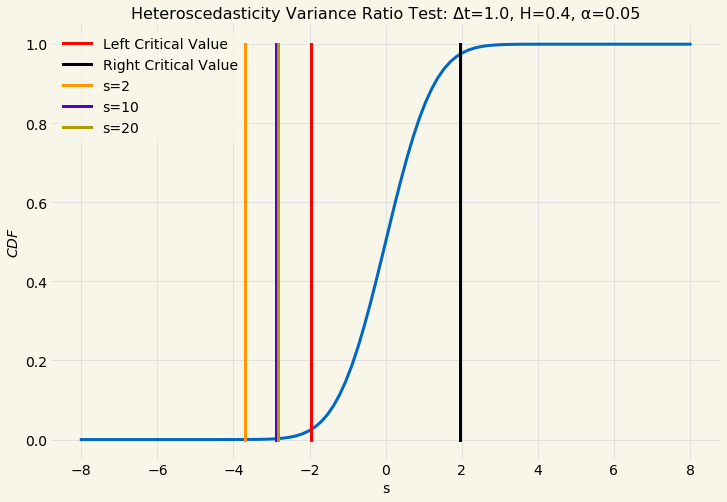 Heteroscedasticity Variance Ratio Test: Δt=1.0, H=0.4, α=0.05
Left Critical Value
Right Critical Value
s=2
s=10
s=20
CDF
1.0
0.8
0.6
0.4
0.2
0.0
−8 −6 −4 −2 0 2 4 6 8
s